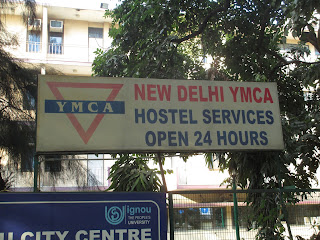 YMCA
NEW DELHI YMCA
HOSTEL SERVICES
OPEN 24 HOURS
ignou
THE PEOPLE'S
UNIVERSITY
CITY CENTRE